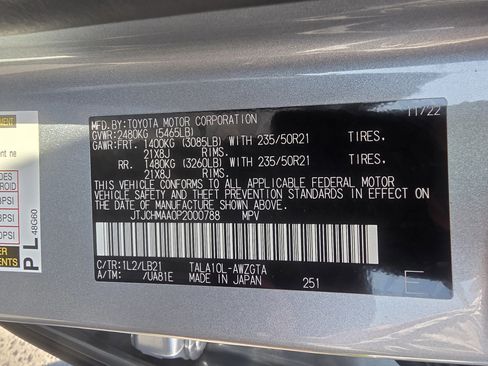 11/22
MFD.BY:TOYOTA MOTOR CORPORATION
GVWR:2480KG (5465LB)
GAWR:FRT. 1400KG (3085LB) WITH 235/50R21 TIRES.
21X8J RIMS.
RR. 1480KG (3260LB) WITH 235/50R21 TIRES.
21X8J RIMS.
THIS VEHICLE CONFORMS TO ALL APPLICABLE FEDERAL MOTOR
VEHICLE SAFETY AND THEFT PREVENTION STANDARDS IN EFFECT ON
THE DATE OF MANUFACTURE SHOWN ABOVE.
JTJCHMAA0P2000788 MPV
C/TR:1L2/LB21 TALA10L-AWZGTA
A/TM: /UA81E MADE IN JAPAN 251
E
PL
48G60
PSI
PSI